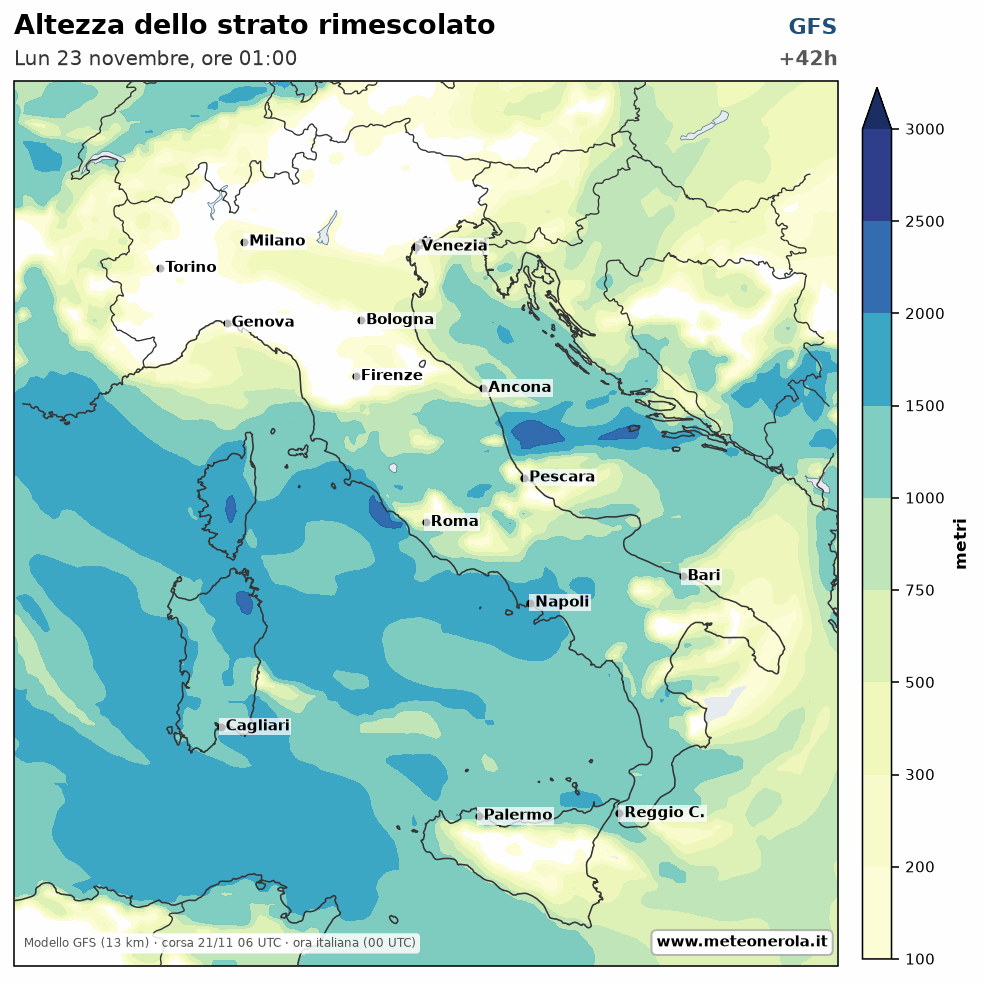 Altezza dello strato rimescolato
GFS
Lun 23 novembre, ore 01:00
+42h
Milano
Venezia
Torino
Genova
Bologna
Firenze
Ancona
Pescara
Roma
Bari
Napoli
Cagliari
Palermo
Reggio C.
3000
2500
2000
1500
1000
750
500
300
200
100
metri
Modello GFS (13 km) · corsa 21/11 06 UTC · ora italiana (00 UTC)
www.meteonerola.it